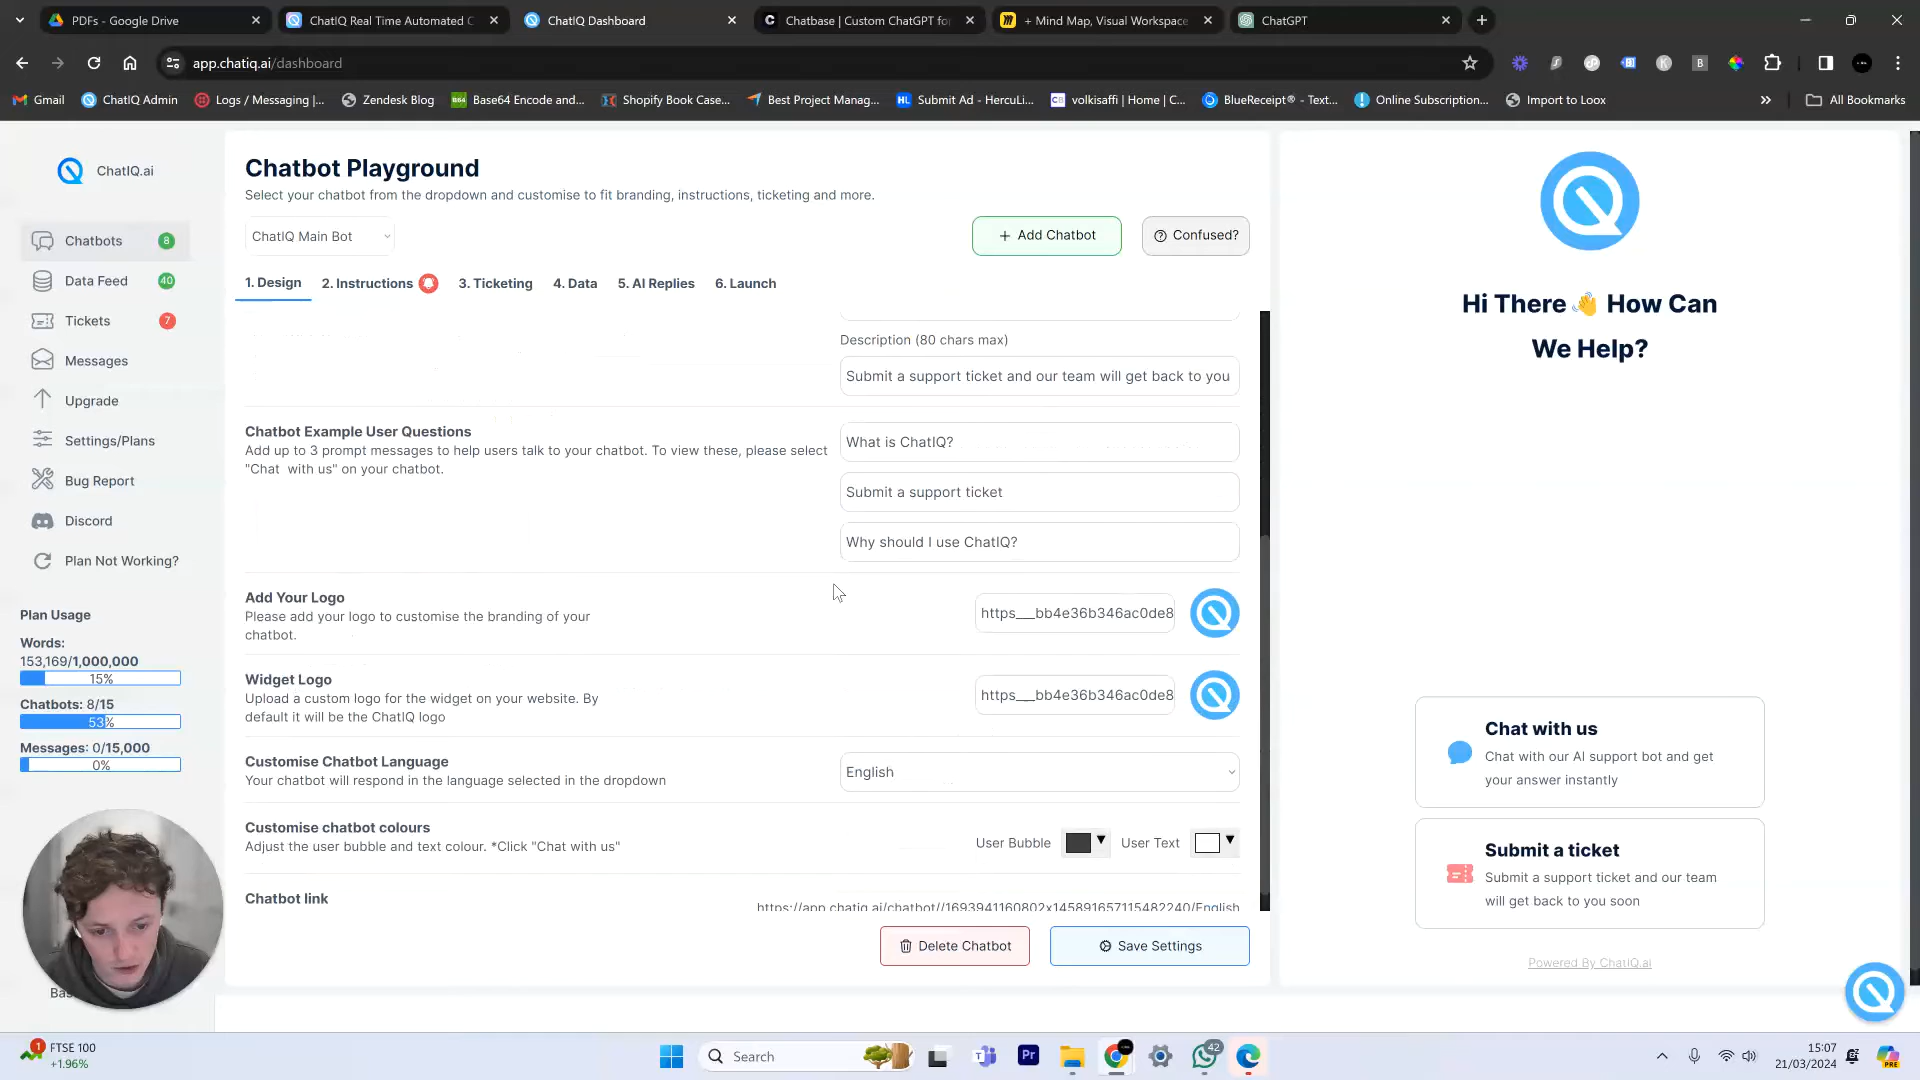 PDFs - Google Drive
ChatIQ Real Time Automated C
ChatIQ Dashboard
Chatbase | Custom ChatGPT fo
+ Mind Map, Visual Workspace
ChatGPT
app.chatiq.ai/dashboard
Gmail
ChatIQ Admin
Logs / Messaging |...
Zendesk Blog
Base64 Encode and...
Shopify Book Case...
Best Project Manag...
Submit Ad - HercuLi...
volkisaffi | Home | C...
BlueReceipt® - Text...
Online Subscription...
Import to Loox
All Bookmarks
ChatIQ.ai
Chatbots 8
Data Feed 40
Tickets 7
Messages
Upgrade
Settings/Plans
Bug Report
Discord
Plan Not Working?
Plan Usage
Words:
153,169/1,000,000
15%
Chatbots: 8/15
53%
Messages: 0/15,000
0%
Chatbot Playground
Select your chatbot from the dropdown and customise to fit branding, instructions, ticketing and more.
ChatIQ Main Bot
+ Add Chatbot
Confused?
1. Design
2. Instructions
3. Ticketing
4. Data
5. AI Replies
6. Launch
Description (80 chars max)
Submit a support ticket and our team will get back to you
Chatbot Example User Questions
Add up to 3 prompt messages to help users talk to your chatbot. To view these, please select
"Chat with us" on your chatbot.
What is ChatIQ?
Submit a support ticket
Why should I use ChatIQ?
Add Your Logo
Please add your logo to customise the branding of your
chatbot.
https___bb4e36b346ac0de8
Widget Logo
Upload a custom logo for the widget on your website. By
default it will be the ChatIQ logo
https___bb4e36b346ac0de8
Customise Chatbot Language
Your chatbot will respond in the language selected in the dropdown
English
Customise chatbot colours
Adjust the user bubble and text colour. *Click "Chat with us"
User Bubble
User Text
Chatbot link
https://app.chatiq.ai/chatbot//1693941160802x145891657115482240/English
Delete Chatbot
Save Settings
Hi There 👋 How Can
We Help?
Chat with us
Chat with our AI support bot and get
your answer instantly
Submit a ticket
Submit a support ticket and our team
will get back to you soon
Powered By ChatIQ.ai
1
FTSE 100
+1.96%
Search
42
15:07
21/03/2024